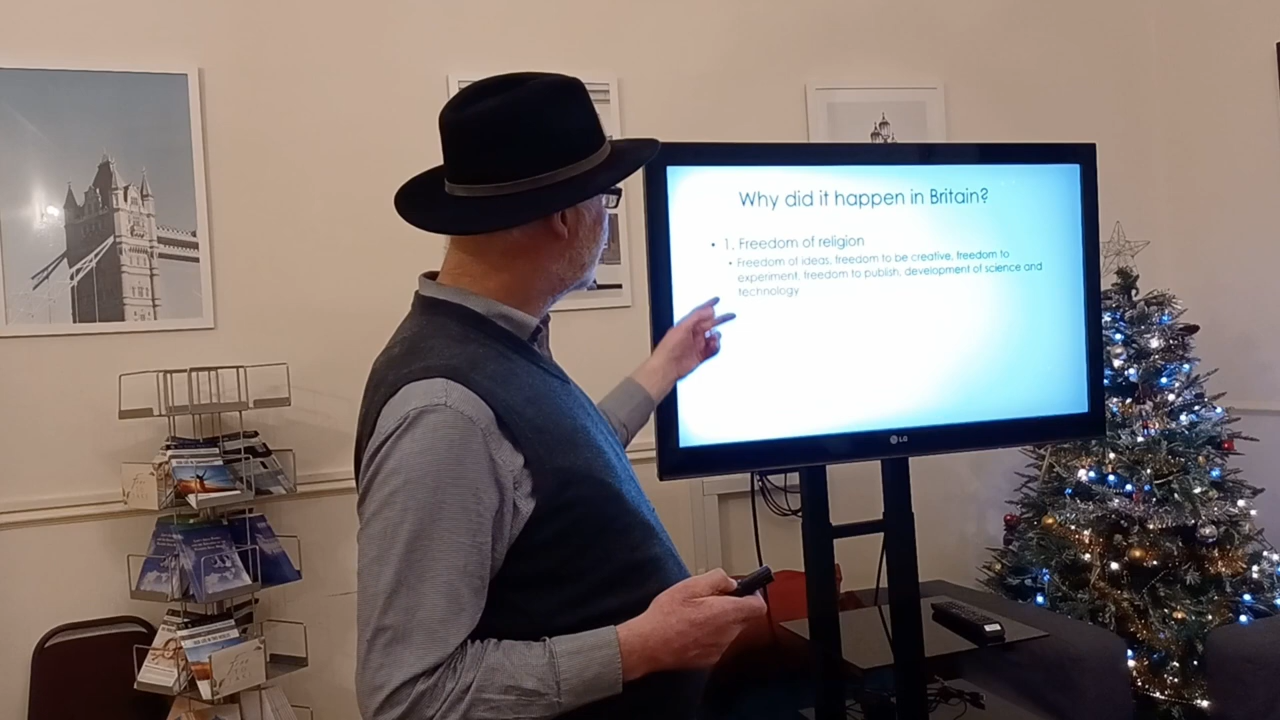 Why did it happen in Britain?
• 1. Freedom of religion
• Freedom of ideas, freedom to be creative, freedom to
experiment, freedom to publish, development of science and
technology
LG